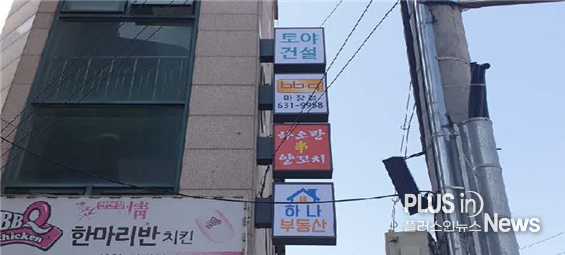 토야
건설
bbq
마장점
631-9958
화소반
양꼬치
하나
부동산
BBQ
chicken
한마리반 치킨
PLUS in News
플러스인뉴스